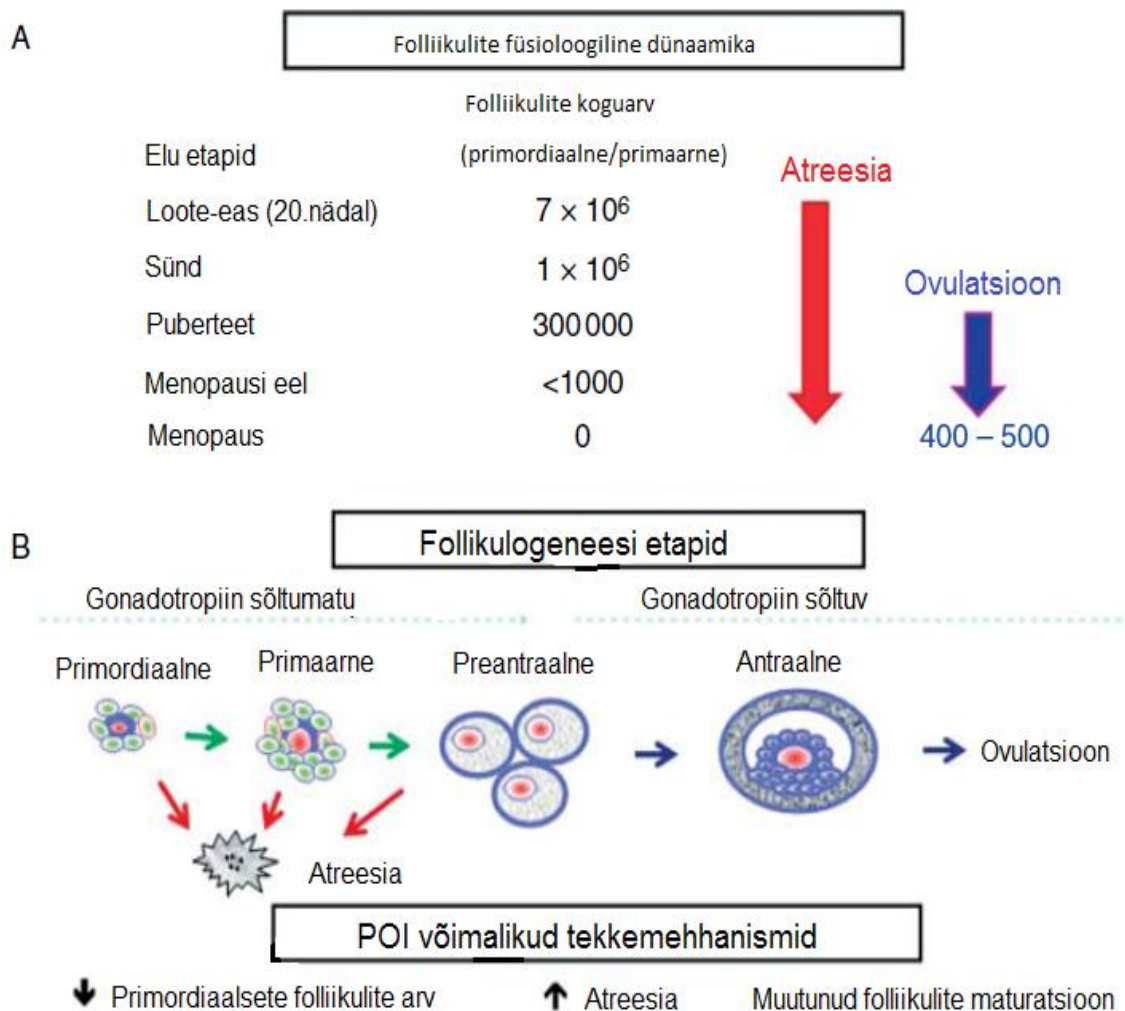 A
Folliikulite füsioloogiline dünaamika
Folliikulite koguarv
Elu etapid (primordiaalne/primaarne)
Atreesia
Loote-eas (20.nädal) 7 × 10⁶
Sünd 1 × 10⁶
Ovulatsioon
Puberteet 300 000
Menopausi eel <1000
Menopaus 0 400 – 500
B
Follikulogeneesi etapid
Gonadotropiin sõltumatu Gonadotropiin sõltuv
Primordiaalne Primaarne Preantraalne Antraalne
Ovulatsioon
Atreesia
POI võimalikud tekkemehhanismid
↓ Primordiaalsete folliikulite arv ↑ Atreesia Muutunud folliikulite maturatsioon